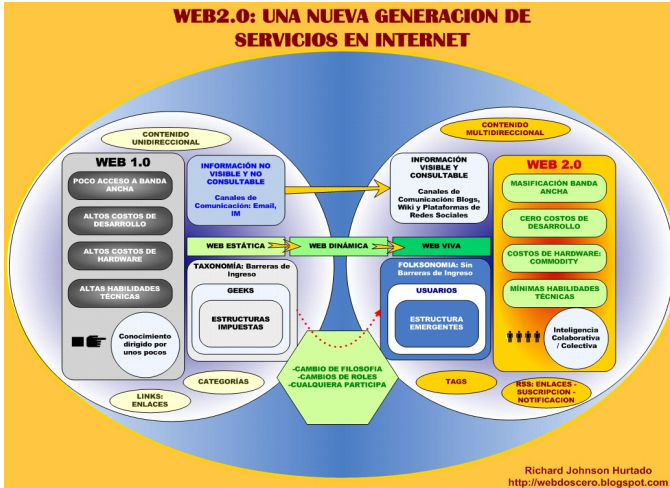 WEB2.0: UNA NUEVA GENERACION DE
SERVICIOS EN INTERNET
CONTENIDO
UNIDIRECCIONAL
WEB 1.0
POCO ACCESO A BANDA
ANCHA
ALTOS COSTOS DE
DESARROLLO
ALTOS COSTOS DE
HARDWARE
ALTAS HABILIDADES
TÉCNICAS
Conocimiento
dirigido por
unos pocos
LINKS:
ENLACES
INFORMACIÓN NO
VISIBLE Y NO
CONSULTABLE
Canales de
Comunicación: Email,
IM
WEB ESTÁTICA
WEB DINÁMICA
WEB VIVA
TAXONOMÍA: Barreras de
Ingreso
GEEKS
ESTRUCTURAS
IMPUESTAS
CATEGORÍAS
-CAMBIO DE FILOSOFIA
-CAMBIOS DE ROLES
-CUALQUIERA PARTICIPA
CONTENIDO
MULTIDIRECCIONAL
INFORMACIÓN
VISIBLE Y
CONSULTABLE
Canales de
Comunicación: Blogs,
Wiki y Plataformas de
Redes Sociales
FOLKSONOMIA: Sin
Barreras de Ingreso
USUARIOS
ESTRUCTURA
EMERGENTES
TAGS
WEB 2.0
MASIFICACIÓN BANDA
ANCHA
CERO COSTOS DE
DESARROLLO
COSTOS DE HARDWARE:
COMMODITY
MÍNIMAS HABILIDADES
TÉCNICAS
Inteligencia
Colaborativa
/ Colectiva
RSS: ENLACES -
SUSCRIPCION -
NOTIFICACION
Richard Johnson Hurtado
http://webdoscero.blogspot.com